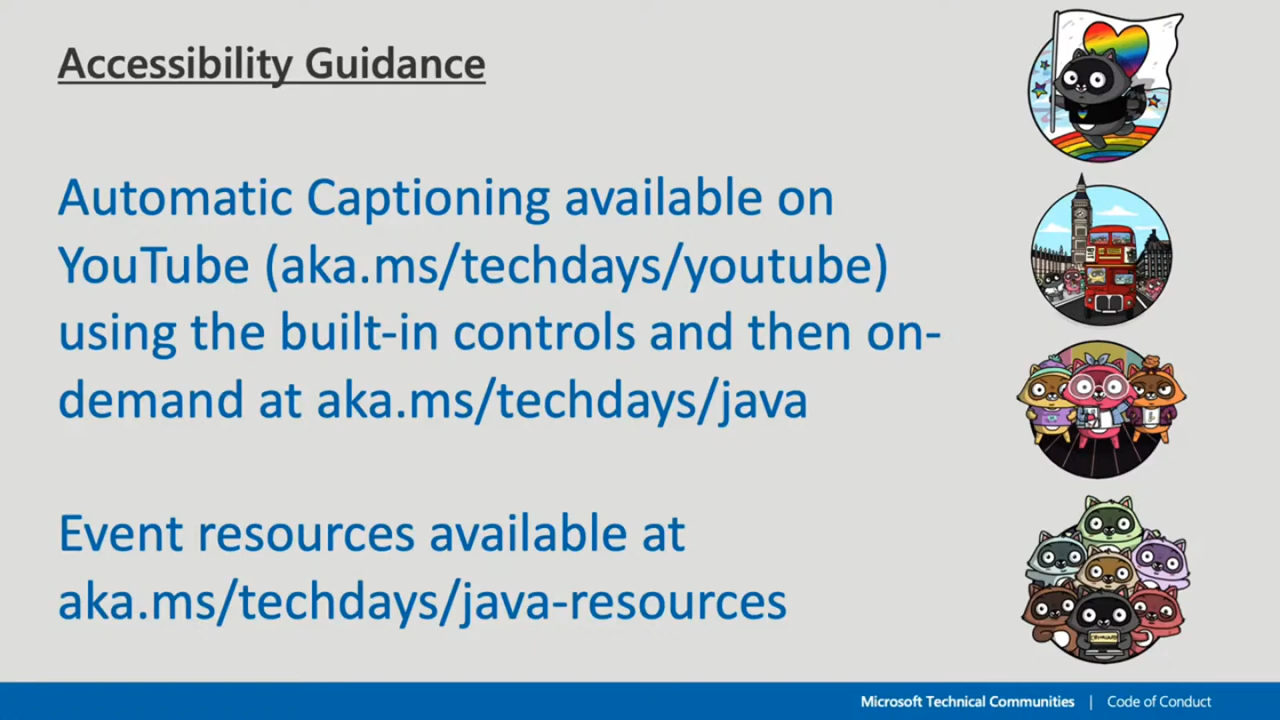 Accessibility Guidance
Automatic Captioning available on
YouTube (aka.ms/techdays/youtube)
using the built-in controls and then on-
demand at aka.ms/techdays/java
Event resources available at
aka.ms/techdays/java-resources
Microsoft Technical Communities | Code of Conduct